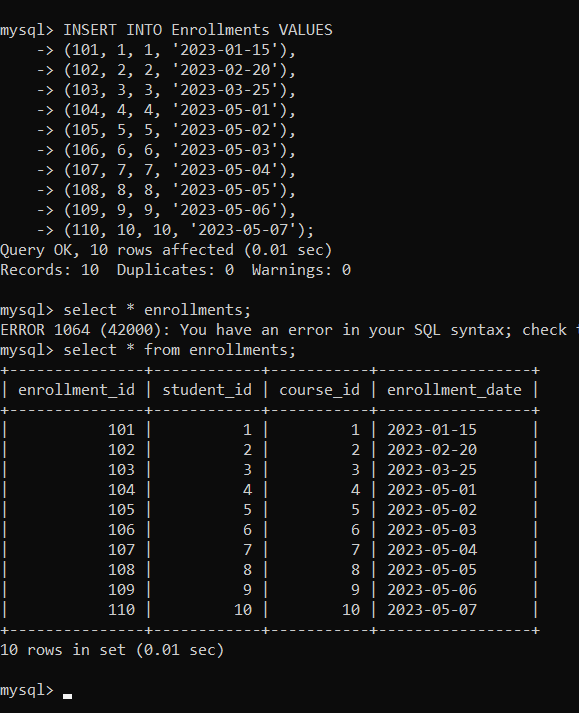 mysql> INSERT INTO Enrollments VALUES
    -> (101, 1, 1, '2023-01-15'),
    -> (102, 2, 2, '2023-02-20'),
    -> (103, 3, 3, '2023-03-25'),
    -> (104, 4, 4, '2023-05-01'),
    -> (105, 5, 5, '2023-05-02'),
    -> (106, 6, 6, '2023-05-03'),
    -> (107, 7, 7, '2023-05-04'),
    -> (108, 8, 8, '2023-05-05'),
    -> (109, 9, 9, '2023-05-06'),
    -> (110, 10, 10, '2023-05-07');
Query OK, 10 rows affected (0.01 sec)
Records: 10  Duplicates: 0  Warnings: 0

mysql> select * enrollments;
ERROR 1064 (42000): You have an error in your SQL syntax; check
mysql> select * from enrollments;
+---------------+------------+-----------+-----------------+
| enrollment_id | student_id | course_id | enrollment_date |
+---------------+------------+-----------+-----------------+
|           101 |          1 |         1 | 2023-01-15      |
|           102 |          2 |         2 | 2023-02-20      |
|           103 |          3 |         3 | 2023-03-25      |
|           104 |          4 |         4 | 2023-05-01      |
|           105 |          5 |         5 | 2023-05-02      |
|           106 |          6 |         6 | 2023-05-03      |
|           107 |          7 |         7 | 2023-05-04      |
|           108 |          8 |         8 | 2023-05-05      |
|           109 |          9 |         9 | 2023-05-06      |
|           110 |         10 |        10 | 2023-05-07      |
+---------------+------------+-----------+-----------------+
10 rows in set (0.01 sec)

mysql>